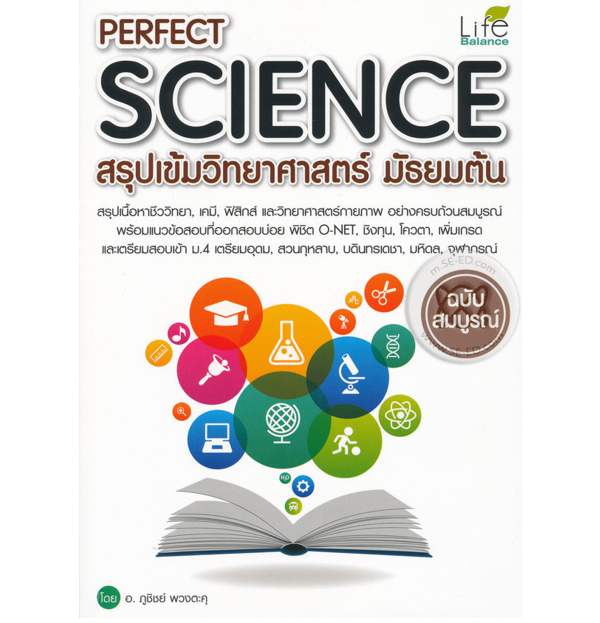 PERFECT
Life
Balance
SCIENCE
สรุปเข้มวิทยาศาสตร์ มัธยมต้น
สรุปเนื้อหาชีววิทยา, เคมี, ฟิสิกส์ และวิทยาศาสตร์กายภาพ อย่างครบถ้วนสมบูรณ์
พร้อมแนวข้อสอบที่ออกสอบบ่อย พิชิต O-NET, ชิงทุน, โควตา, เพิ่มเกรด
และเตรียมสอบเข้า ม.4 เตรียมอุดม, สวนกุหลาบ, บดินทรเดชา, มหิดล, จุฬาภรณ์
m.SE-ED.com
ฉบับ
สมบูรณ์
H₂O
โดย อ. ภูชิชย์ พวงตะคุ